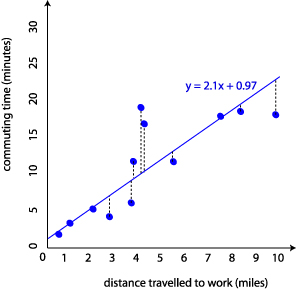 commuting time (minutes)
30
25
20
15
10
5
0
y = 2.1x + 0.97
0 1 2 3 4 5 6 7 8 9 10
distance travelled to work (miles)